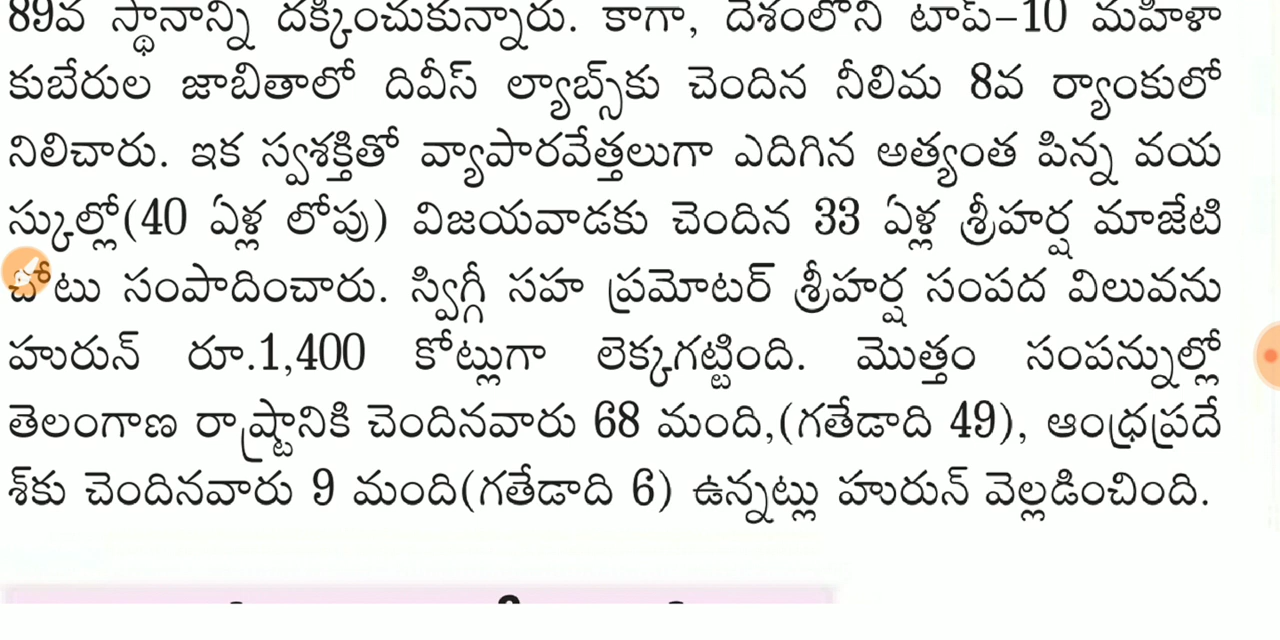 89వ స్థానాన్ని దక్కించుకున్నారు. కాగా, దేశంలోని టాప్–10 మహిళా
కుబేరుల జాబితాలో దివీస్ ల్యాబ్స్‌కు చెందిన నీలిమ 8వ ర్యాంకులో
నిలిచారు. ఇక స్వశక్తితో వ్యాపారవేత్తలుగా ఎదిగిన అత్యంత పిన్న వయ
స్కుల్లో(40 ఏళ్ల లోపు) విజయవాడకు చెందిన 33 ఏళ్ల శ్రీహర్ష మాజేటి
చోటు సంపాదించారు. స్విగ్గీ సహ ప్రమోటర్ శ్రీహర్ష సంపద విలువను
హురున్ రూ.1,400 కోట్లుగా లెక్కగట్టింది. మొత్తం సంపన్నుల్లో
తెలంగాణ రాష్ట్రానికి చెందినవారు 68 మంది,(గతేడాది 49), ఆంధ్రప్రదే
శ్‌కు చెందినవారు 9 మంది(గతేడాది 6) ఉన్నట్లు హురున్ వెల్లడించింది.